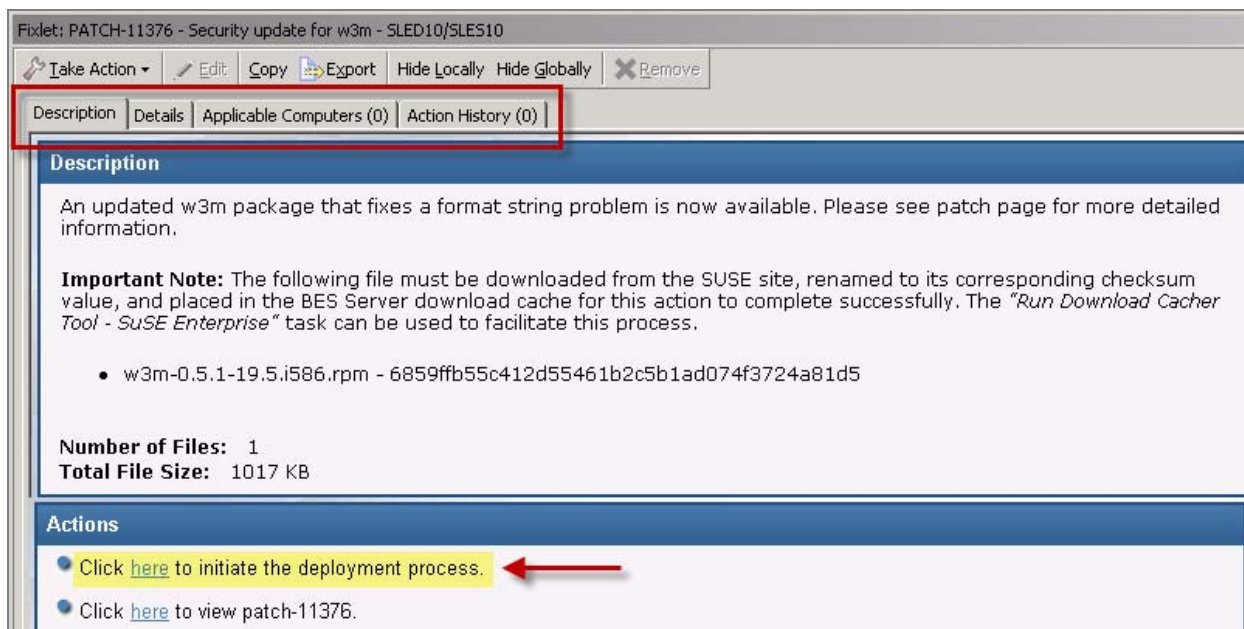 Fixlet: PATCH-11376 - Security update for w3m - SLED10/SLES10
Take Action Edit Copy Export Hide Locally Hide Globally Remove
Description Details Applicable Computers (0) Action History (0)
Description
An updated w3m package that fixes a format string problem is now available. Please see patch page for more detailed
information.
Important Note: The following file must be downloaded from the SUSE site, renamed to its corresponding checksum
value, and placed in the BES Server download cache for this action to complete successfully. The "Run Download Cacher
Tool - SuSE Enterprise" task can be used to facilitate this process.
• w3m-0.5.1-19.5.i586.rpm - 6859ffb55c412d55461b2c5b1ad074f3724a81d5
Number of Files: 1
Total File Size: 1017 KB
Actions
Click here to initiate the deployment process.
Click here to view patch-11376.